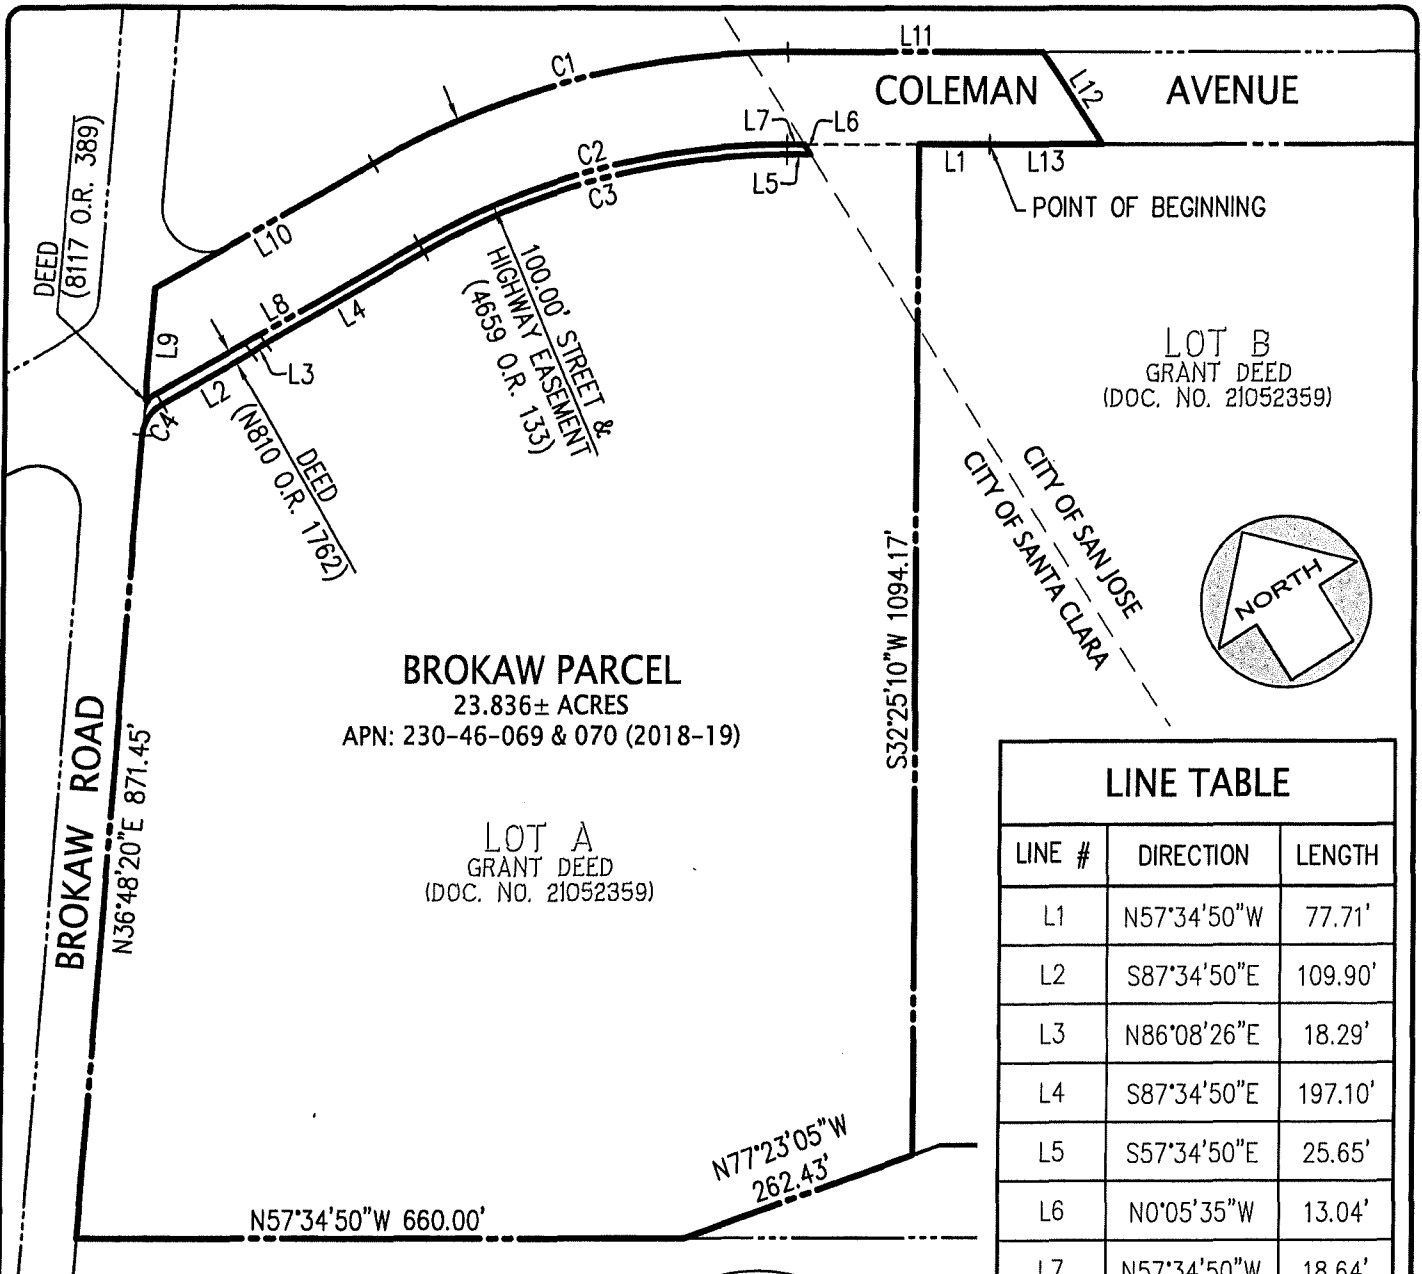 L11
C1
COLEMAN AVENUE
L12
L7
L6
C2
C3
L5
L1
L13
POINT OF BEGINNING
DEED
(8117 O.R. 389)
L10
L9
L8
L4
L3
L2
C4
100.00' STREET &
HIGHWAY EASEMENT
(4659 O.R. 133)
DEED
(N810 O.R. 1762)
LOT B
GRANT DEED
(DOC. NO. 21052359)
CITY OF SAN JOSE
CITY OF SANTA CLARA
NORTH
S32°25'10"W 1094.17'
BROKAW PARCEL
23.836± ACRES
APN: 230-46-069 & 070 (2018-19)
BROKAW ROAD
N36°48'20"E 871.45'
LOT A
GRANT DEED
(DOC. NO. 21052359)
N77°23'05"W
262.43'
N57°34'50"W 660.00'
LINE TABLE
LINE # DIRECTION LENGTH
L1 N57°34'50"W 77.71'
L2 S87°34'50"E 109.90'
L3 N86°08'26"E 18.29'
L4 S87°34'50"E 197.10'
L5 S57°34'50"E 25.65'
L6 N0°05'35"W 13.04'
L7 N57°34'50"W 18.64'